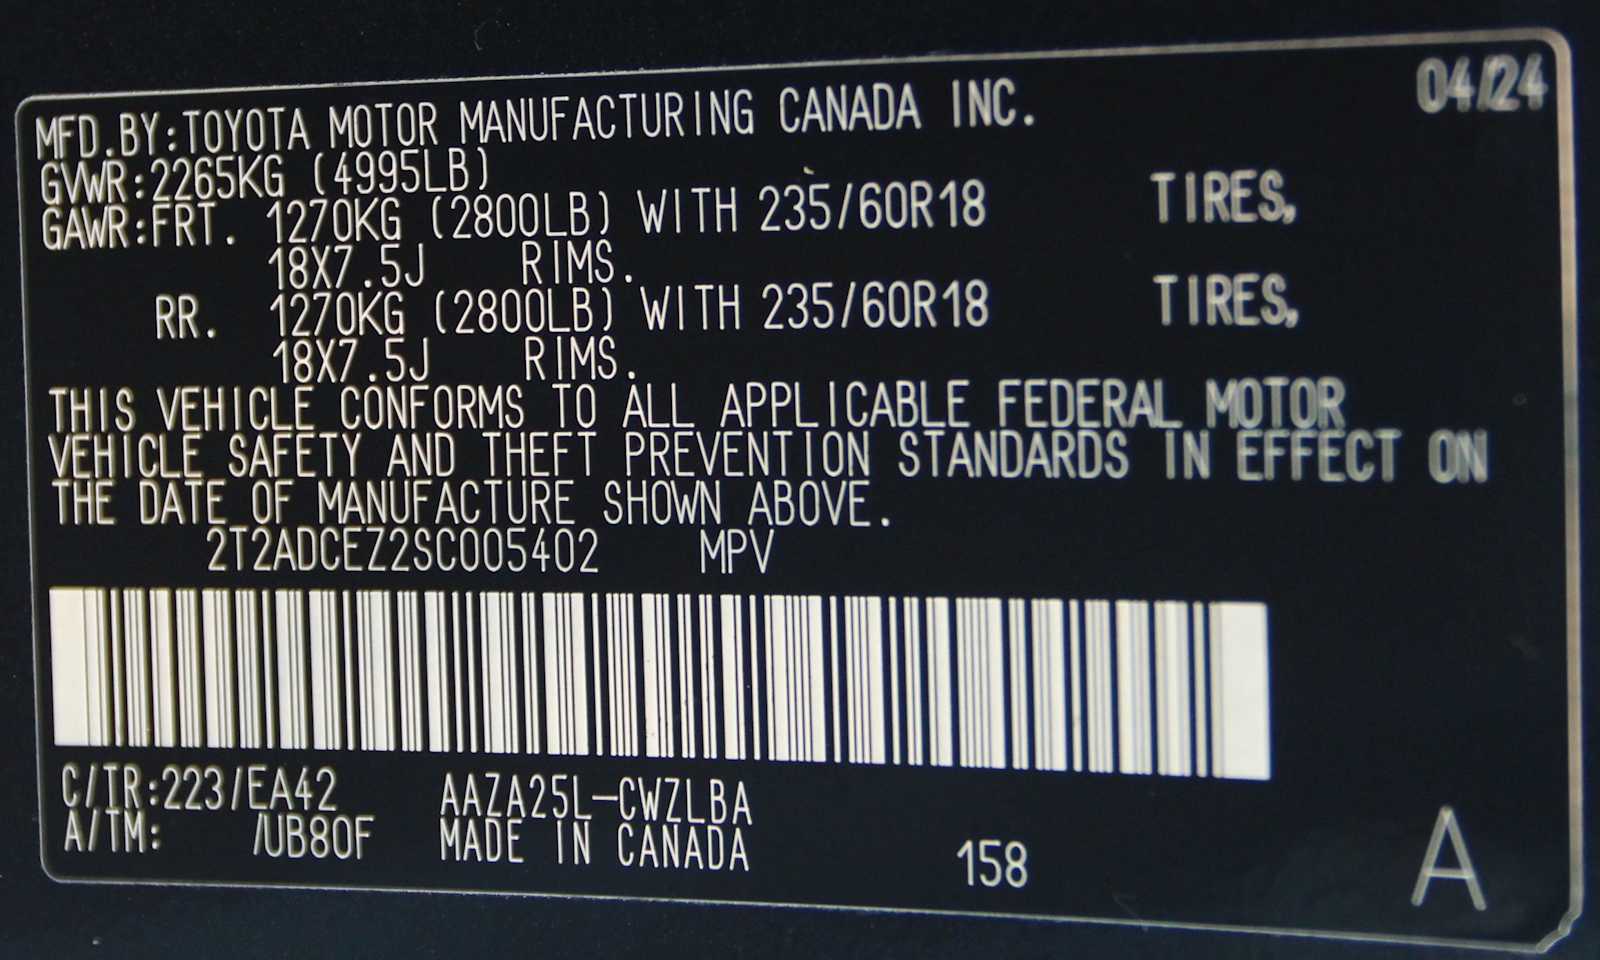 04/24
MFD.BY:TOYOTA MOTOR MANUFACTURING CANADA INC.
GVWR:2265KG (4995LB)
GAWR:FRT. 1270KG (2800LB) WITH 235/60R18 TIRES,
18X7.5J RIMS.
RR. 1270KG (2800LB) WITH 235/60R18 TIRES,
18X7.5J RIMS.
THIS VEHICLE CONFORMS TO ALL APPLICABLE FEDERAL MOTOR
VEHICLE SAFETY AND THEFT PREVENTION STANDARDS IN EFFECT ON
THE DATE OF MANUFACTURE SHOWN ABOVE.
2T2ADCEZ2SC005402 MPV
C/TR:223/EA42 AAZA25L-CWZLBA
A/TM: /UB80F MADE IN CANADA
158
A